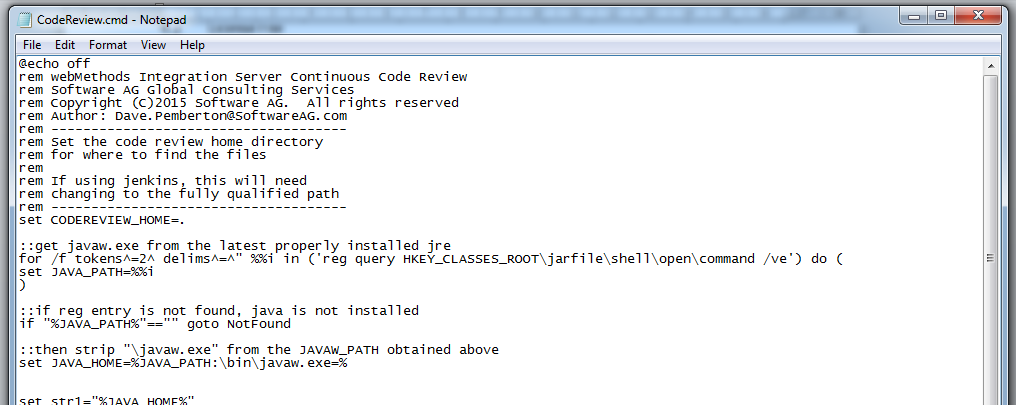 CodeReview.cmd - Notepad
File Edit Format View Help
@echo off
rem webMethods Integration Server Continuous Code Review
rem Software AG Global Consulting Services
rem Copyright (C)2015 Software AG.  All rights reserved
rem Author: Dave.Pemberton@SoftwareAG.com
rem -------------------------------------
rem Set the code review home directory
rem for where to find the files
rem
rem If using jenkins, this will need
rem changing to the fully qualified path
rem -------------------------------------
set CODEREVIEW_HOME=.
::get javaw.exe from the latest properly installed jre
for /f tokens^=2^ delims^=^" %%i in ('reg query HKEY_CLASSES_ROOT\jarfile\shell\open\command /ve') do (
set JAVA_PATH=%%i
)
::if reg entry is not found, java is not installed
if "%JAVA_PATH%"=="" goto NotFound
::then strip "\javaw.exe" from the JAVAW_PATH obtained above
set JAVA_HOME=%JAVA_PATH:\bin\javaw.exe=%
set str1="%JAVA_HOME%"